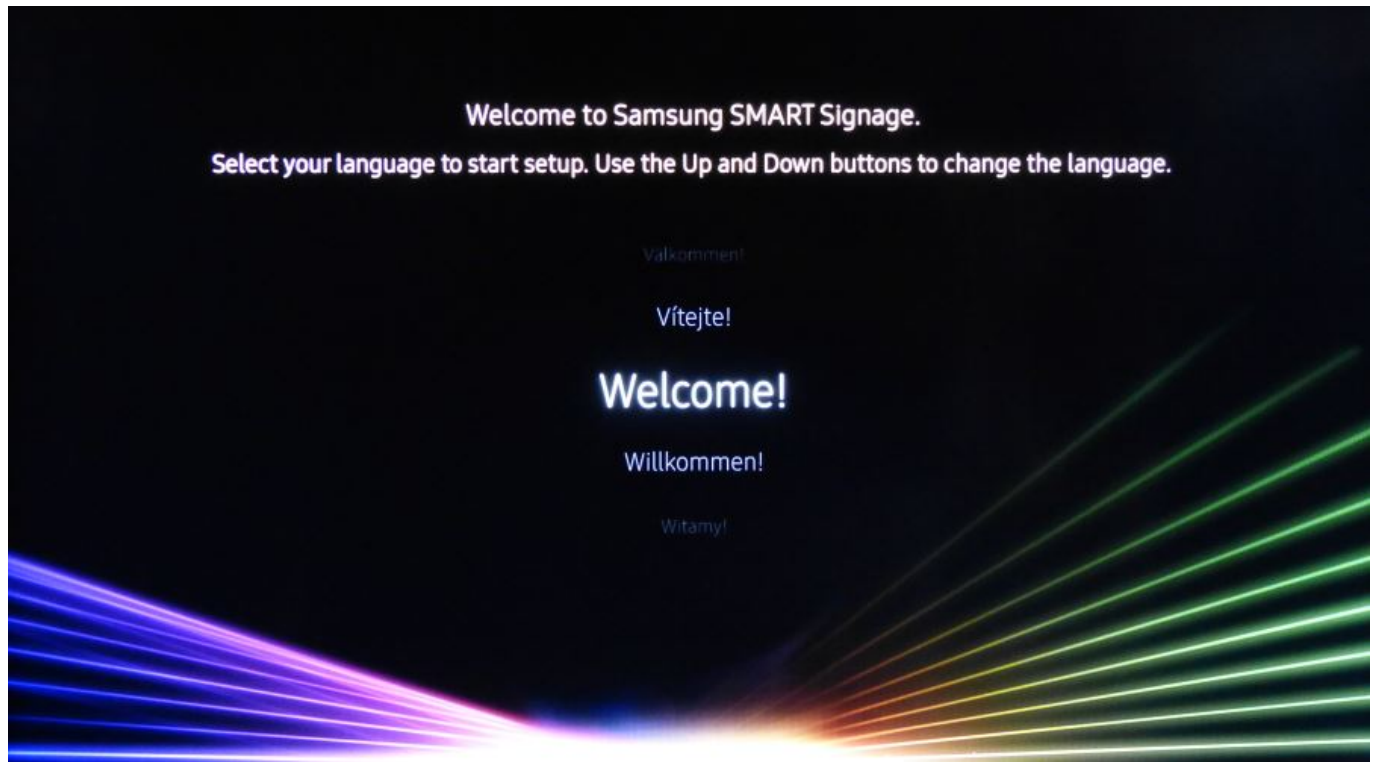 Welcome to Samsung SMART Signage.
Select your language to start setup. Use the Up and Down buttons to change the language.
Välkommen!
Vítejte!
Welcome!
Willkommen!
Witamy!